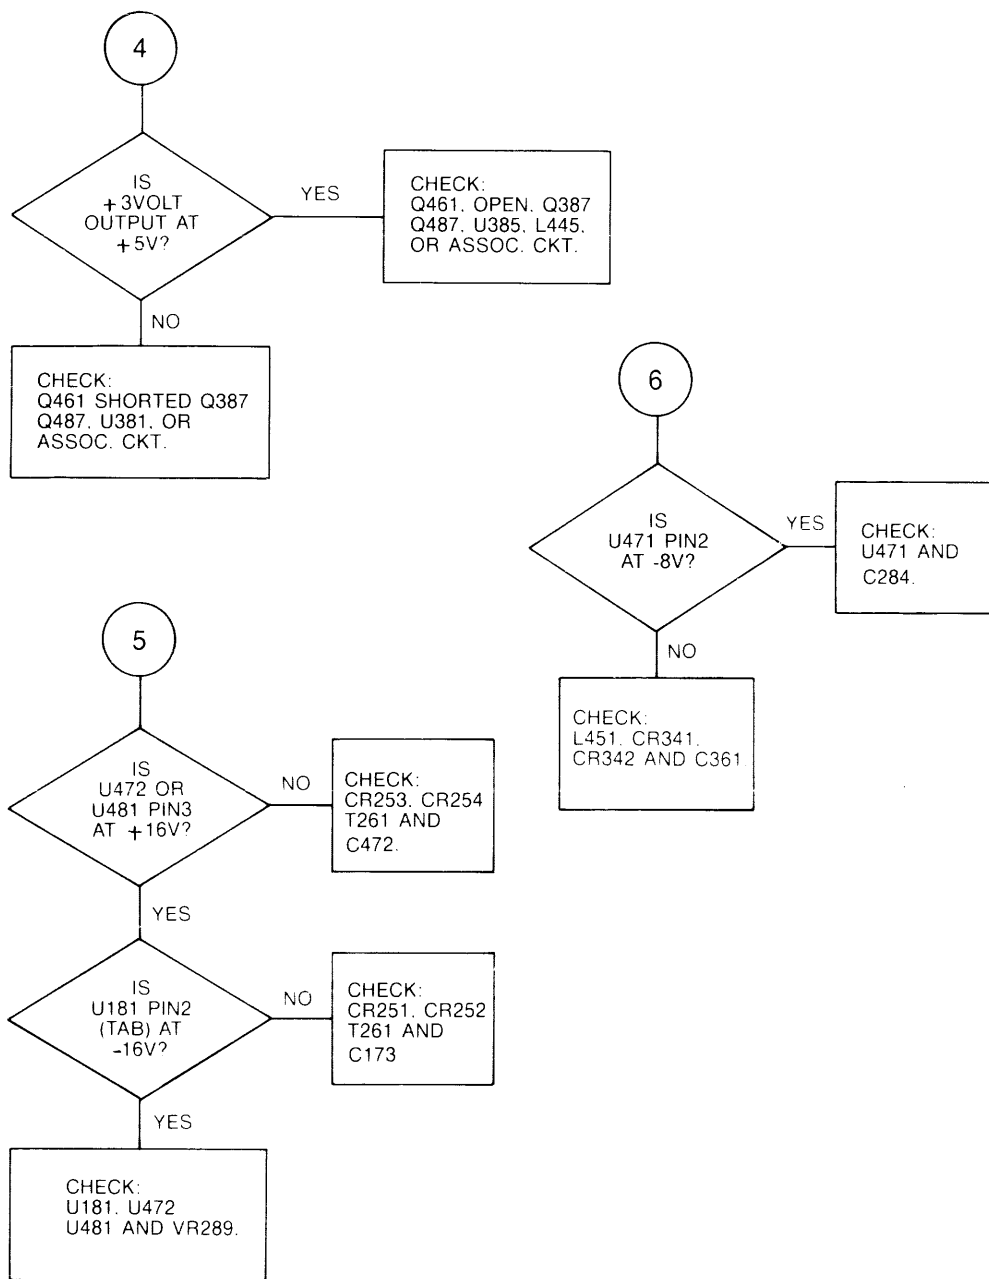 4
IS
+3VOLT
OUTPUT AT
+5V?
YES
CHECK:
Q461, OPEN, Q387
Q487, U385, L445,
OR ASSOC. CKT.
NO
CHECK:
Q461 SHORTED Q387
Q487, U381, OR
ASSOC. CKT.
6
IS
U471 PIN2
AT -8V?
YES
CHECK:
U471 AND
C284.
NO
CHECK:
L451, CR341,
CR342 AND C361
5
IS
U472 OR
U481 PIN3
AT +16V?
NO
CHECK:
CR253, CR254
T261 AND
C472.
YES
IS
U181 PIN2
(TAB) AT
-16V?
NO
CHECK:
CR251, CR252
T261 AND
C173
YES
CHECK:
U181, U472
U481 AND VR289.